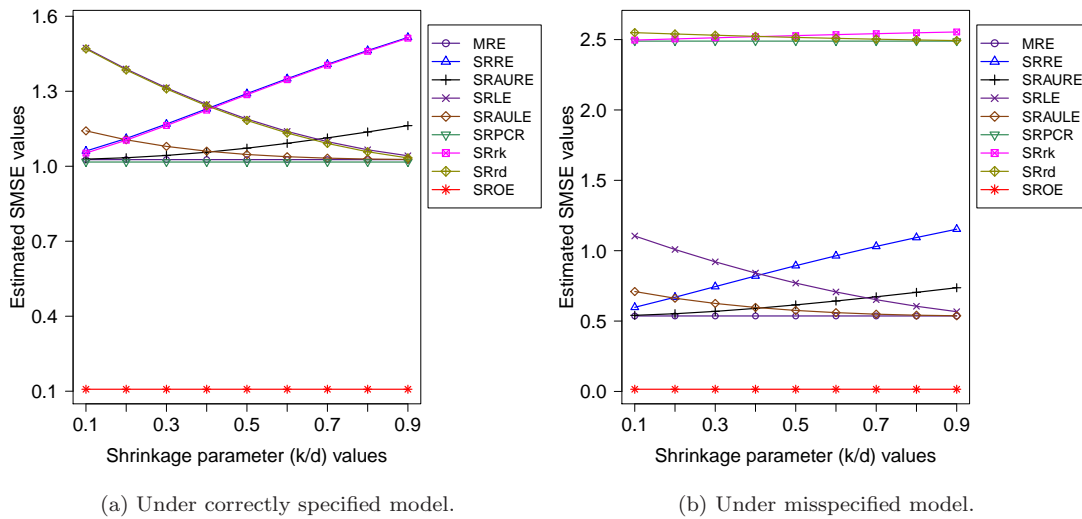 Estimated SMSE values
1.6
1.3
1.0
0.7
0.4
0.1
0.1 0.3 0.5 0.7 0.9
Shrinkage parameter (k/d) values
MRE
SRRE
SRAURE
SRLE
SRAULE
SRPCR
SRrk
SRrd
SROE
(a) Under correctly specified model.
Estimated SMSE values
2.5
2.0
1.5
1.0
0.5
0.0
0.1 0.3 0.5 0.7 0.9
Shrinkage parameter (k/d) values
MRE
SRRE
SRAURE
SRLE
SRAULE
SRPCR
SRrk
SRrd
SROE
(b) Under misspecified model.